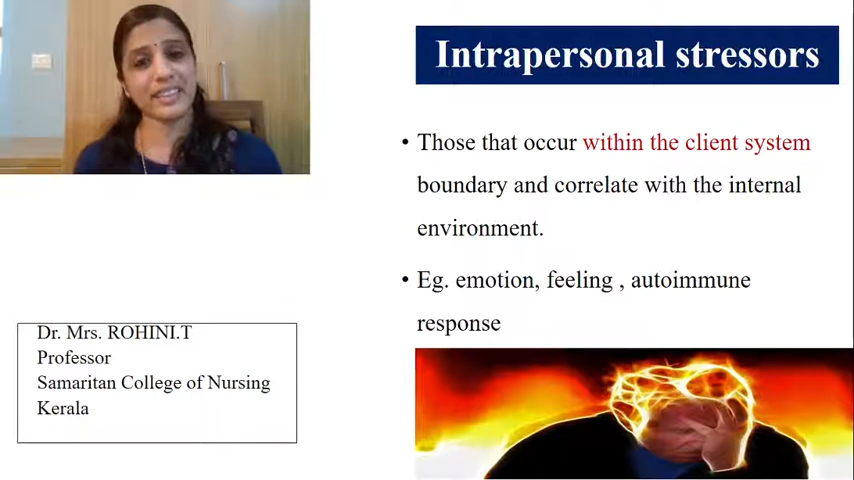 Intrapersonal stressors
• Those that occur within the client system
boundary and correlate with the internal
environment.
• Eg. emotion, feeling , autoimmune
response
Dr. Mrs. ROHINI.T
Professor
Samaritan College of Nursing
Kerala